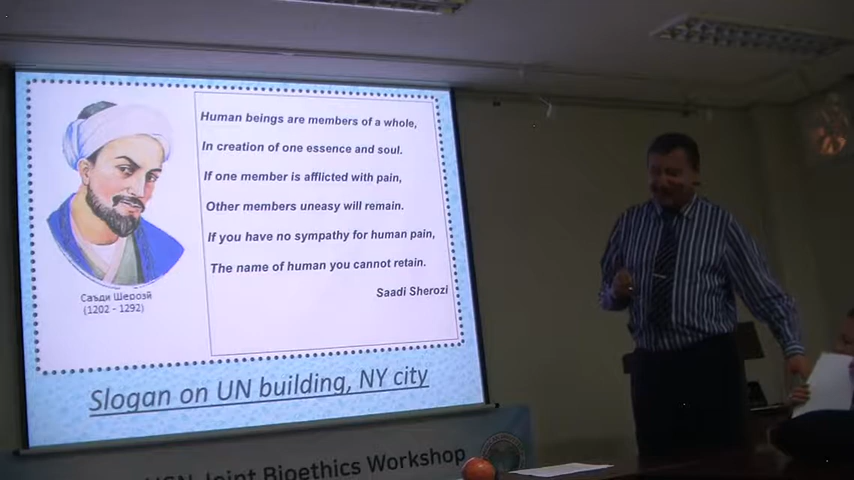 Human beings are members of a whole,
In creation of one essence and soul.
If one member is afflicted with pain,
Other members uneasy will remain.
If you have no sympathy for human pain,
The name of human you cannot retain.
Saadi Sherozi
Саъди Шерозӣ
(1202 - 1292)
Slogan on UN building, NY city
Joint Bioethics Workshop